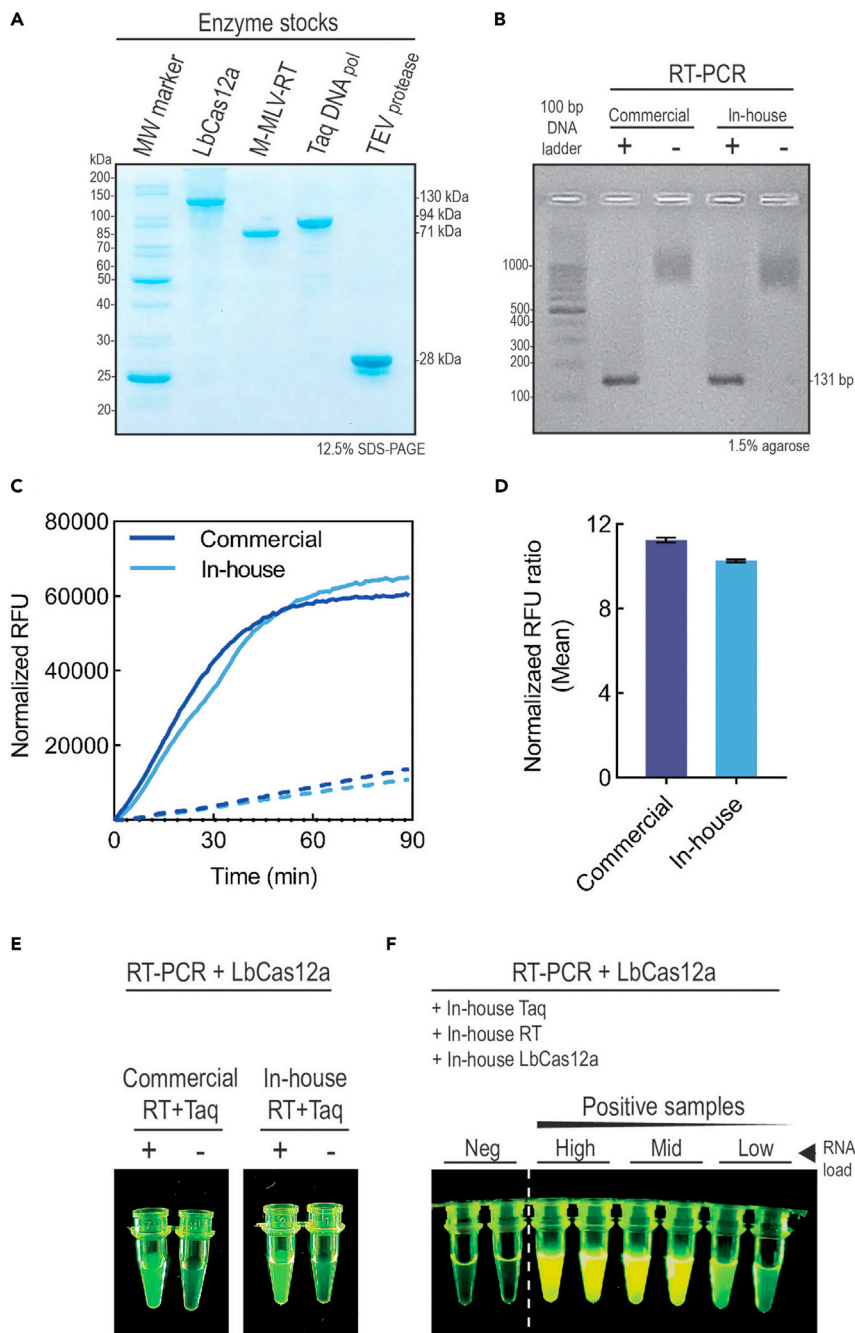 A
Enzyme stocks
MW marker
LbCas12a
M-MLV-RT
Taq DNA pol
TEV protease
kDa
200-
150-
100-
85-
70-
60-
50-
40-
30-
25-
20-
-130 kDa
-94 kDa
-71 kDa
-28 kDa
12.5% SDS-PAGE
B
RT-PCR
100 bp
DNA
ladder
Commercial
In-house
+ - + -
1000-
500-
400-
300-
200-
100-
-131 bp
1.5% agarose
C
80000
60000
40000
20000
Normalized RFU
Commercial
In-house
0 30 60 90
Time (min)
D
12
8
4
0
Normalizaed RFU ratio
(Mean)
Commercial
In-house
E
RT-PCR + LbCas12a
Commercial
RT+Taq
In-house
RT+Taq
+ - + -
F
RT-PCR + LbCas12a
+ In-house Taq
+ In-house RT
+ In-house LbCas12a
Positive samples
Neg High Mid Low
RNA
load